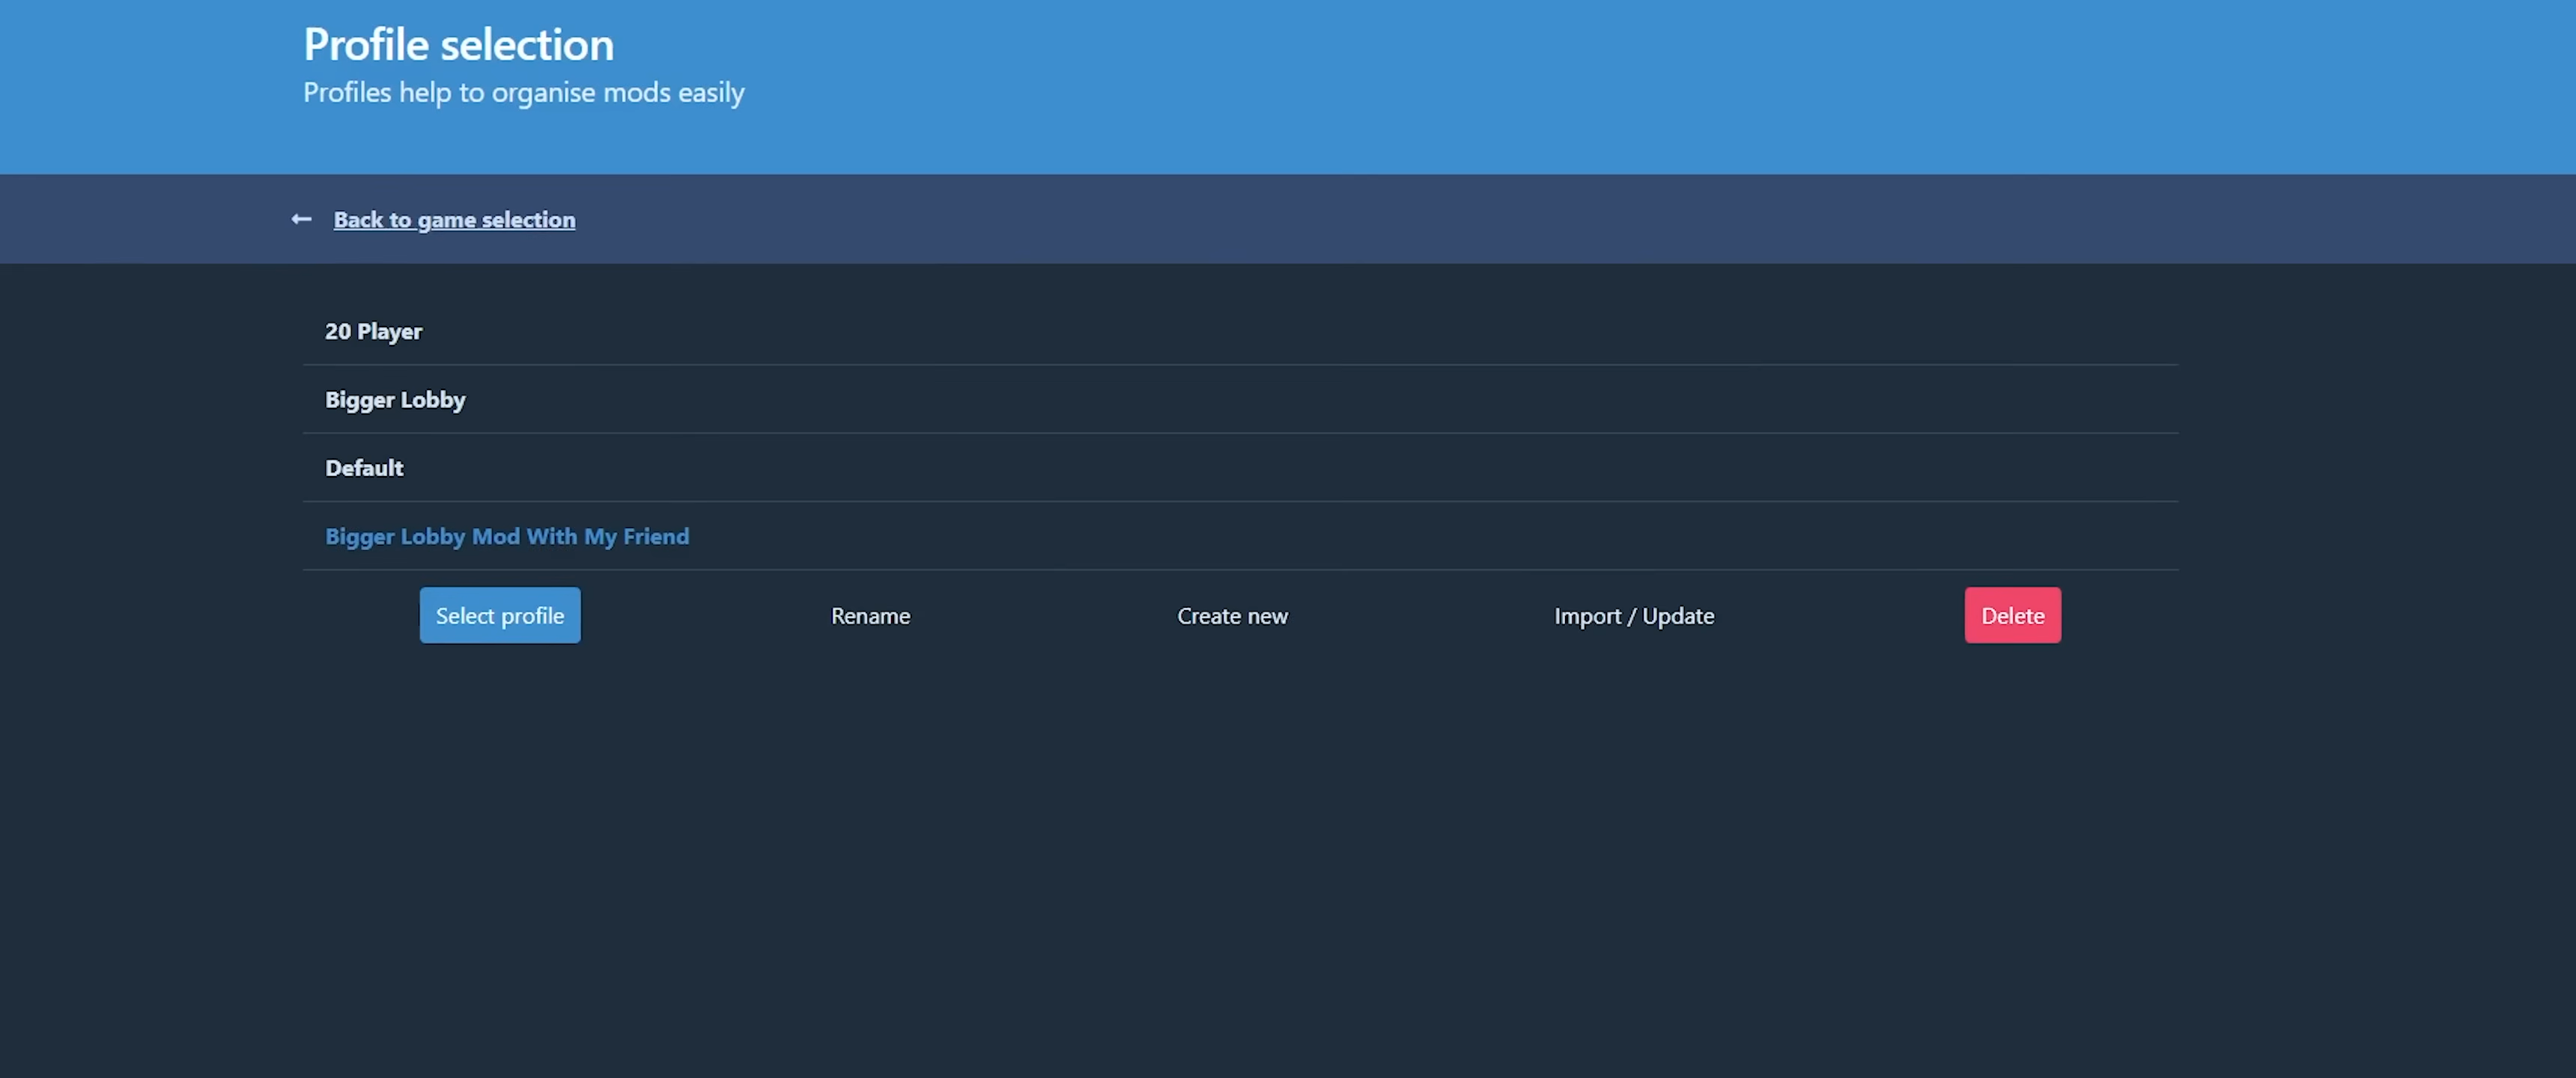 Profile selection
Profiles help to organise mods easily
Back to game selection
20 Player
Bigger Lobby
Default
Bigger Lobby Mod With My Friend
Select profile
Rename
Create new
Import / Update
Delete